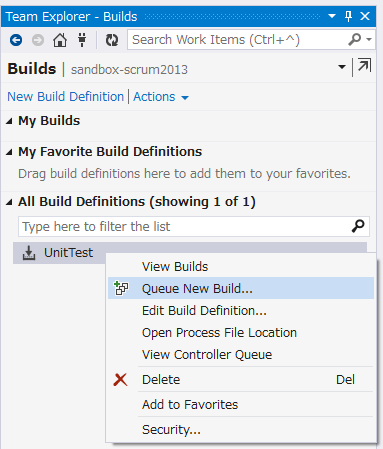 Team Explorer - Builds
Search Work Items (Ctrl+^)
Builds | sandbox-scrum2013
New Build Definition | Actions
My Builds
My Favorite Build Definitions
Drag build definitions here to add them to your favorites.
All Build Definitions (showing 1 of 1)
Type here to filter the list
UnitTest
View Builds
Queue New Build...
Edit Build Definition...
Open Process File Location
View Controller Queue
Delete Del
Add to Favorites
Security...